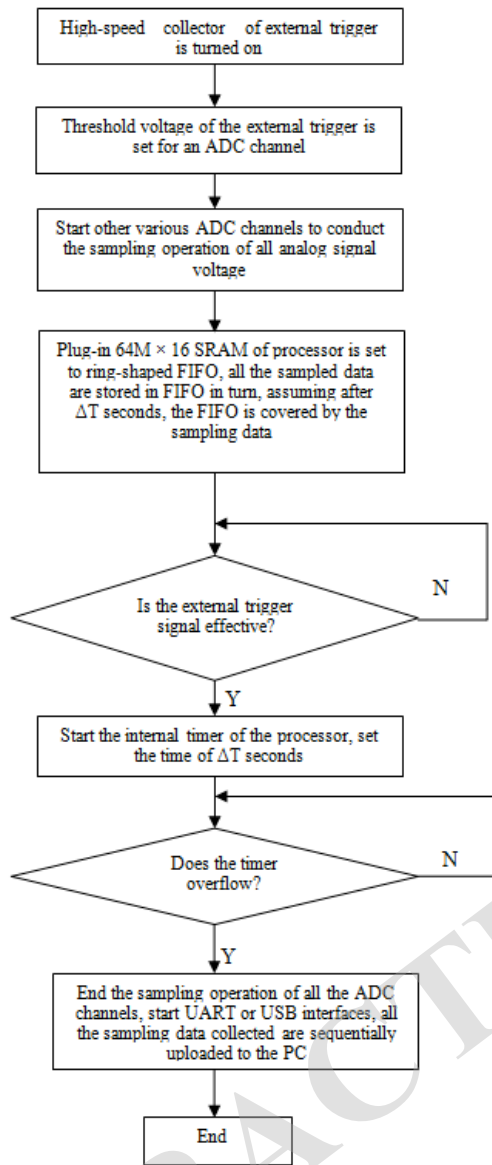 High-speed collector of external trigger
is turned on
Threshold voltage of the external trigger is
set for an ADC channel
Start other various ADC channels to conduct
the sampling operation of all analog signal
voltage
Plug-in 64M × 16 SRAM of processor is set
to ring-shaped FIFO, all the sampled data
are stored in FIFO in turn, assuming after
ΔT seconds, the FIFO is covered by the
sampling data
Is the external trigger
signal effective?
N
Y
Start the internal timer of the processor, set
the time of ΔT seconds
Does the timer
overflow?
N
Y
End the sampling operation of all the ADC
channels, start UART or USB interfaces, all
the sampling data collected are sequentially
uploaded to the PC
End
RACT